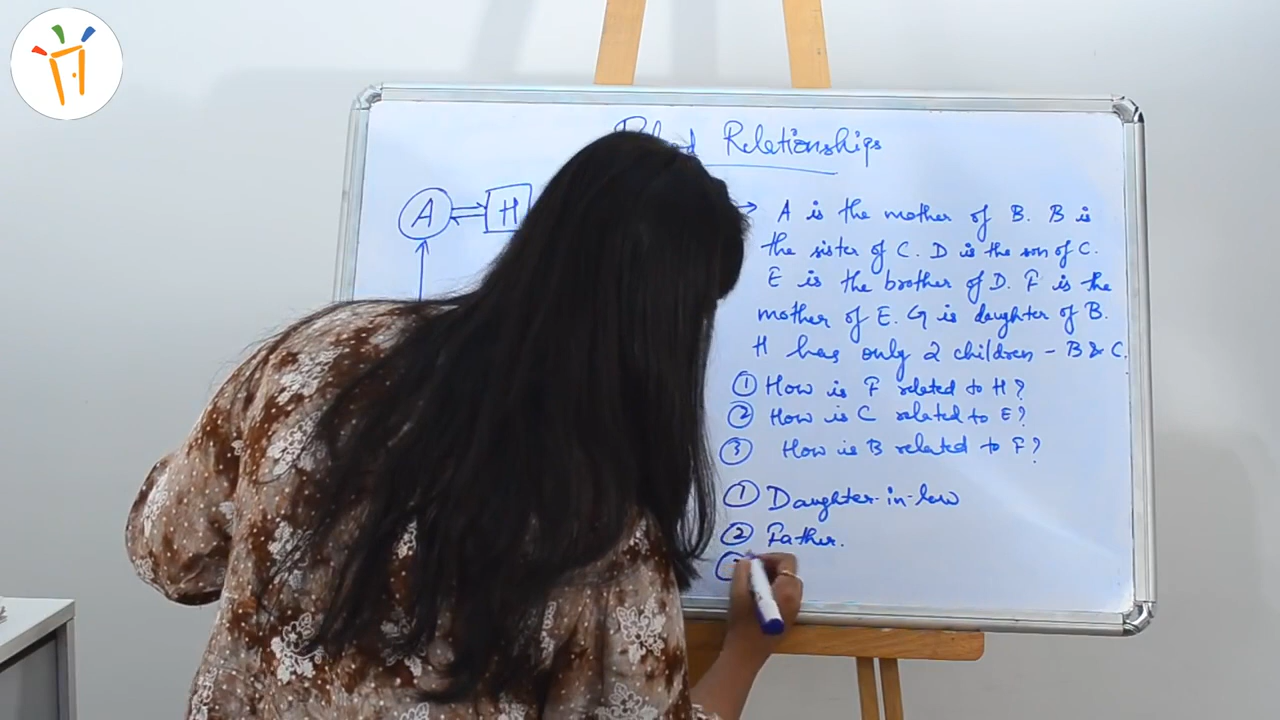 Relationships
A H
A is the mother of B. B is
the sister of C. D is the son of C.
E is the brother of D. F is the
mother of E. G is daughter of B.
H has only 2 children - B & C.
① How is F related to H?
② How is C related to E?
③ How is B related to F?
① Daughter-in-law
② Father.